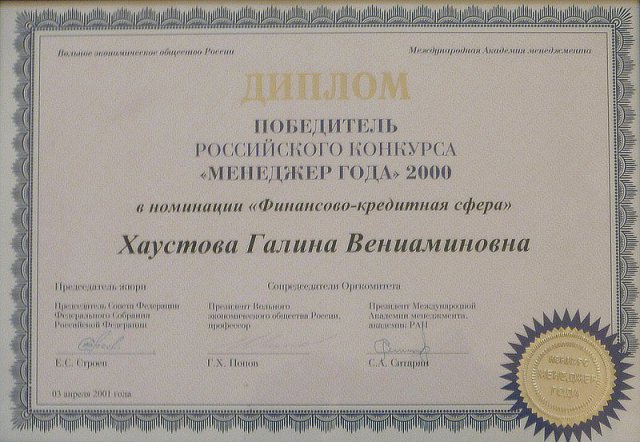 Вольное экономическое общество России
Международная Академия менеджмента
ДИПЛОМ
ПОБЕДИТЕЛЬ
РОССИЙСКОГО КОНКУРСА
«МЕНЕДЖЕР ГОДА» 2000
в номинации «Финансово-кредитная сфера»
Хаустова Галина Вениаминовна
Председатель жюри
Сопредседатели Оргкомитета
Председатель Совета Федерации
Федерального Собрания
Российской Федерации
Президент Вольного
экономического общества России,
профессор
Президент Международной
Академии менеджмента,
академик РАН
Е.С. Строев
Г.Х. Попов
С.А. Ситарян
03 апреля 2001 года
КОНКУРС
МЕНЕДЖЕР
ГОДА